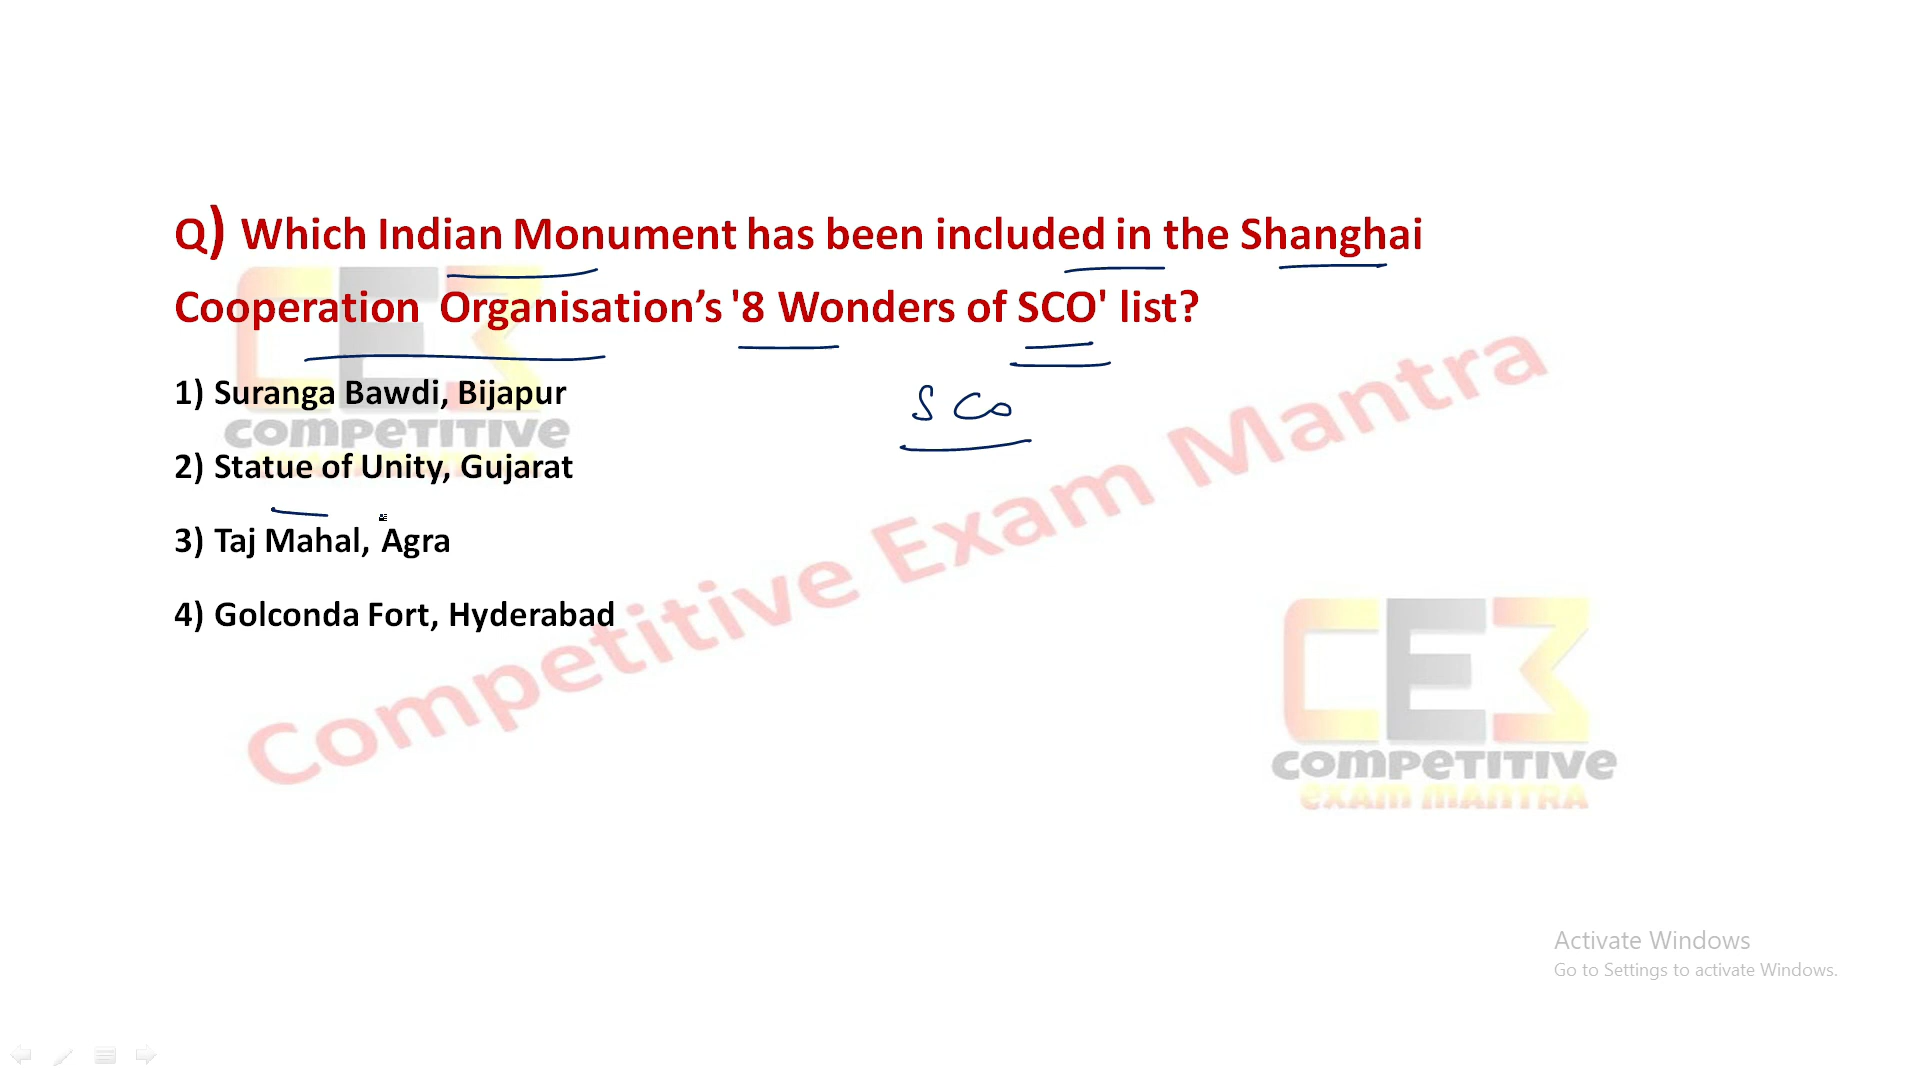 Q) Which Indian Monument has been included in the Shanghai
Cooperation Organisation’s '8 Wonders of SCO' list?
1) Suranga Bawdi, Bijapur
SCO
COMPETITIVE
2) Statue of Unity, Gujarat
3) Taj Mahal, Agra
4) Golconda Fort, Hyderabad
Competitive Exam Mantra
CEM
COMPETITIVE
EXAM MANTRA
Activate Windows
Go to Settings to activate Windows.